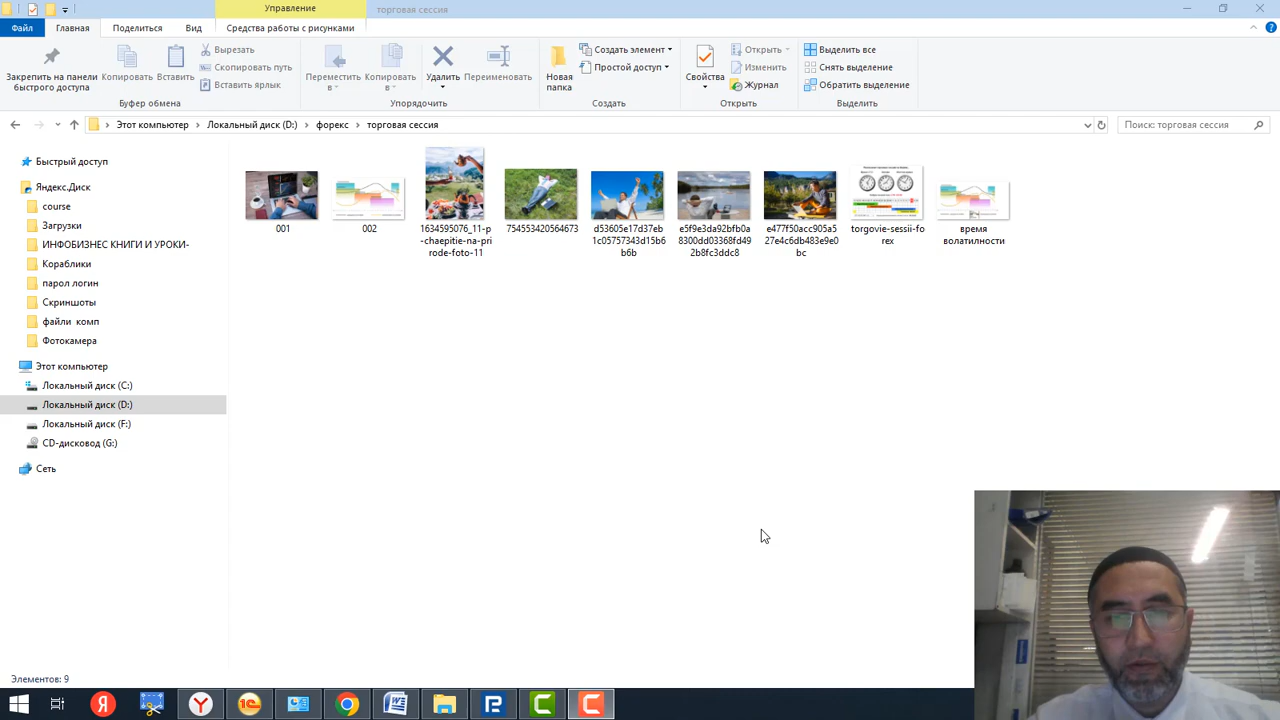 Управление
торговая сессия
Файл
Главная
Поделиться
Вид
Средства работы с рисунками
Закрепить на панели
быстрого доступа
Копировать
Вставить
Вырезать
Скопировать путь
Вставить ярлык
Буфер обмена
Переместить
в
Копировать
в
Удалить
Переименовать
Упорядочить
Новая
папка
Создать элемент
Простой доступ
Создать
Свойства
Открыть
Изменить
Журнал
Открыть
Выделить все
Снять выделение
Обратить выделение
Выделить
Этот компьютер
Локальный диск (D:)
форекс
торговая сессия
Поиск: торговая сессия
Быстрый доступ
Яндекс.Диск
course
Загрузки
ИНФОБИЗНЕС КНИГИ И УРОКИ-
Кораблики
парол логин
Скриншоты
файли комп
Фотокамера
Этот компьютер
Локальный диск (C:)
Локальный диск (D:)
Локальный диск (F:)
CD-дисковод (G:)
Сеть
001
002
1634595076_11-p
-chaepitie-na-pri
rode-foto-11
754553420564673
d53605e17d37eb
1c05757343d15b6
b6b
e5f9e3da92bfb0a
8300dd03368fd49
2b8fc3ddc8
e477f50acc905a5
27e4c6db483e9e0
bc
torgovie-sessii-fo
rex
время
волатилности
Элементов: 9